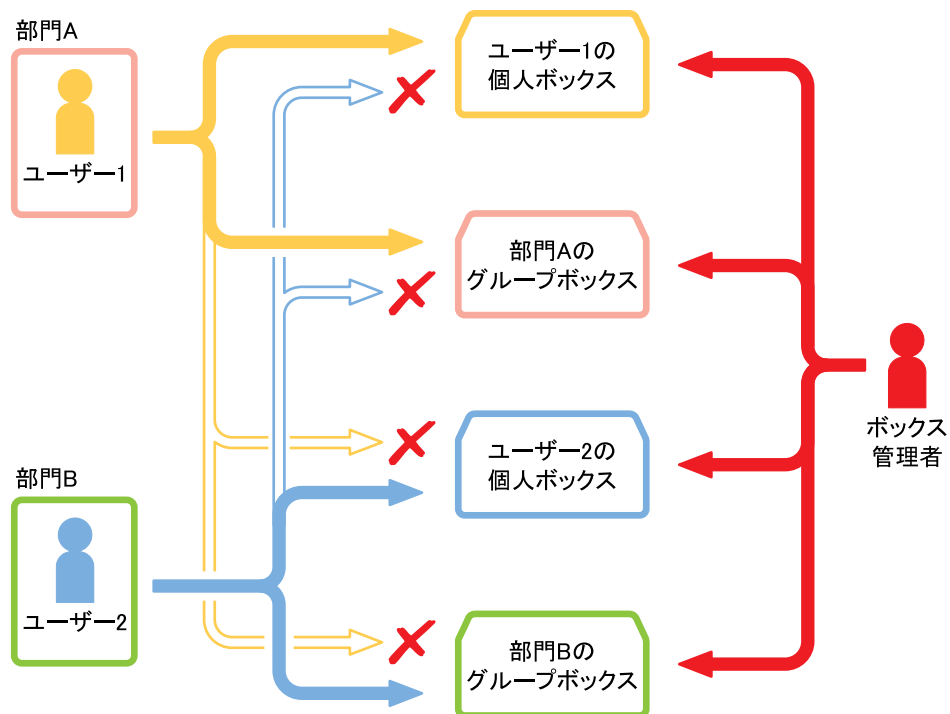 部門A
ユーザー1
ユーザー1の
個人ボックス
部門Aの
グループボックス
ボックス
管理者
部門B
ユーザー2
ユーザー2の
個人ボックス
部門Bの
グループボックス